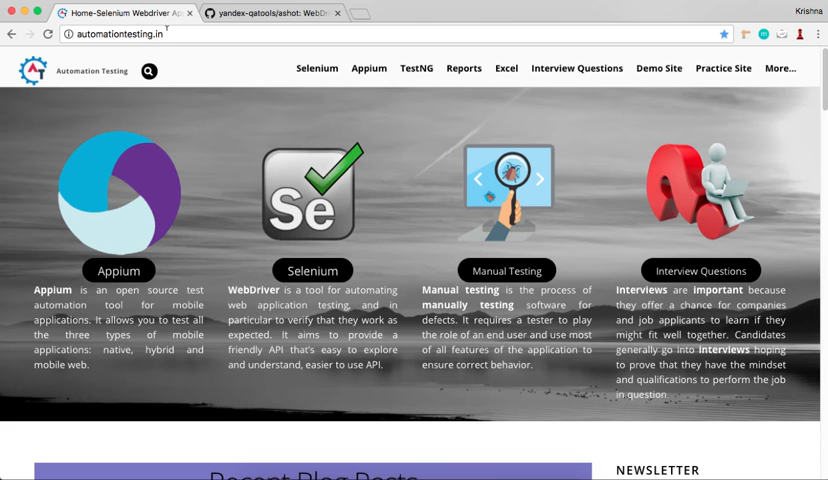 Home-Selenium Webdriver Ap
yandex-qatools/ashot: WebDri
Krishna
automationtesting.in
AT
Automation Testing
Selenium
Appium
TestNG
Reports
Excel
Interview Questions
Demo Site
Practice Site
More...
Se
Appium
Appium is an open source test
automation tool for mobile
applications. It allows you to test all
the three types of mobile
applications: native, hybrid and
mobile web.
Selenium
WebDriver is a tool for automating
web application testing, and in
particular to verify that they work as
expected. It aims to provide a
friendly API that's easy to explore
and understand, easier to use API.
Manual Testing
Manual testing is the process of
manually testing software for
defects. It requires a tester to play
the role of an end user and use most
of all features of the application to
ensure correct behavior.
Interview Questions
Interviews are important because
they offer a chance for companies
and job applicants to learn if they
might fit well together. Candidates
generally go into interviews hoping
to prove that they have the mindset
and qualifications to perform the job
in question.
Recent Blog Posts
NEWSLETTER